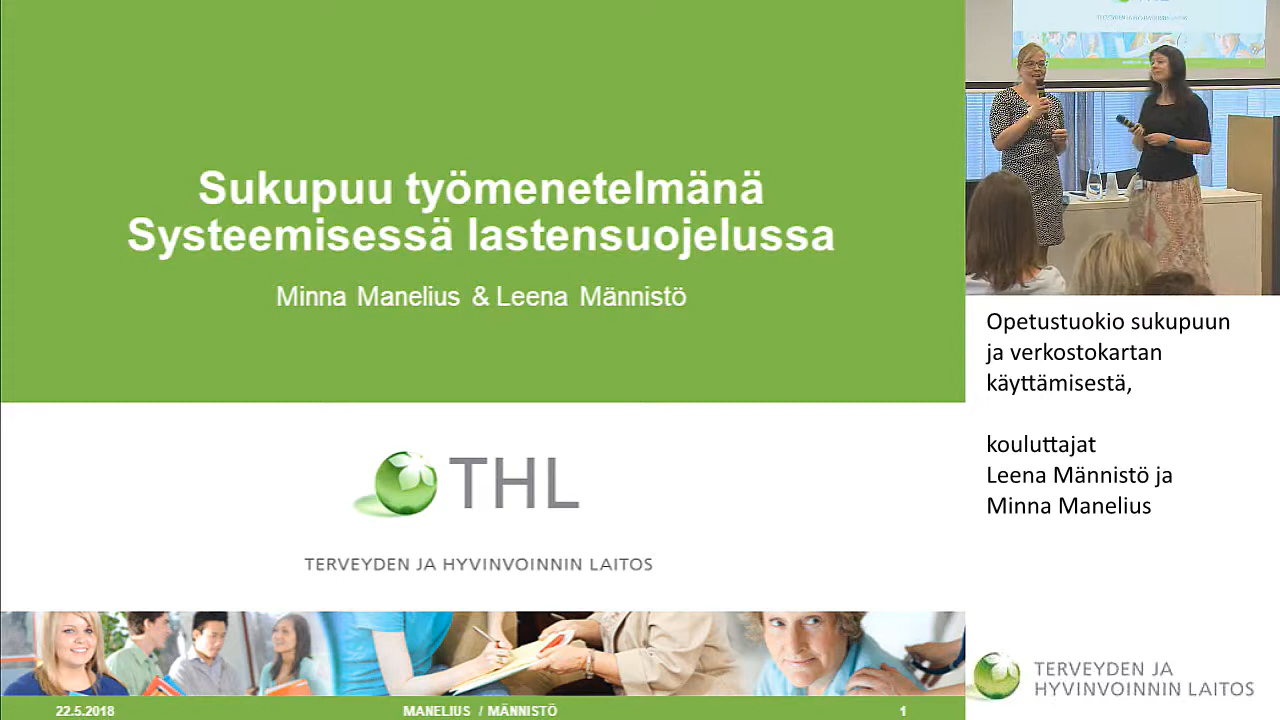 Sukupuu työmenetelmänä
Systeemisessä lastensuojelussa
Minna Manelius & Leena Männistö
THL
TERVEYDEN JA HYVINVOINNIN LAITOS
22.5.2018
MANELIUS / MÄNNISTÖ
1
Opetustuokio sukupuun
ja verkostokartan
käyttämisestä,
kouluttajat
Leena Männistö ja
Minna Manelius
TERVEYDEN JA
HYVINVOINNIN LAITOS